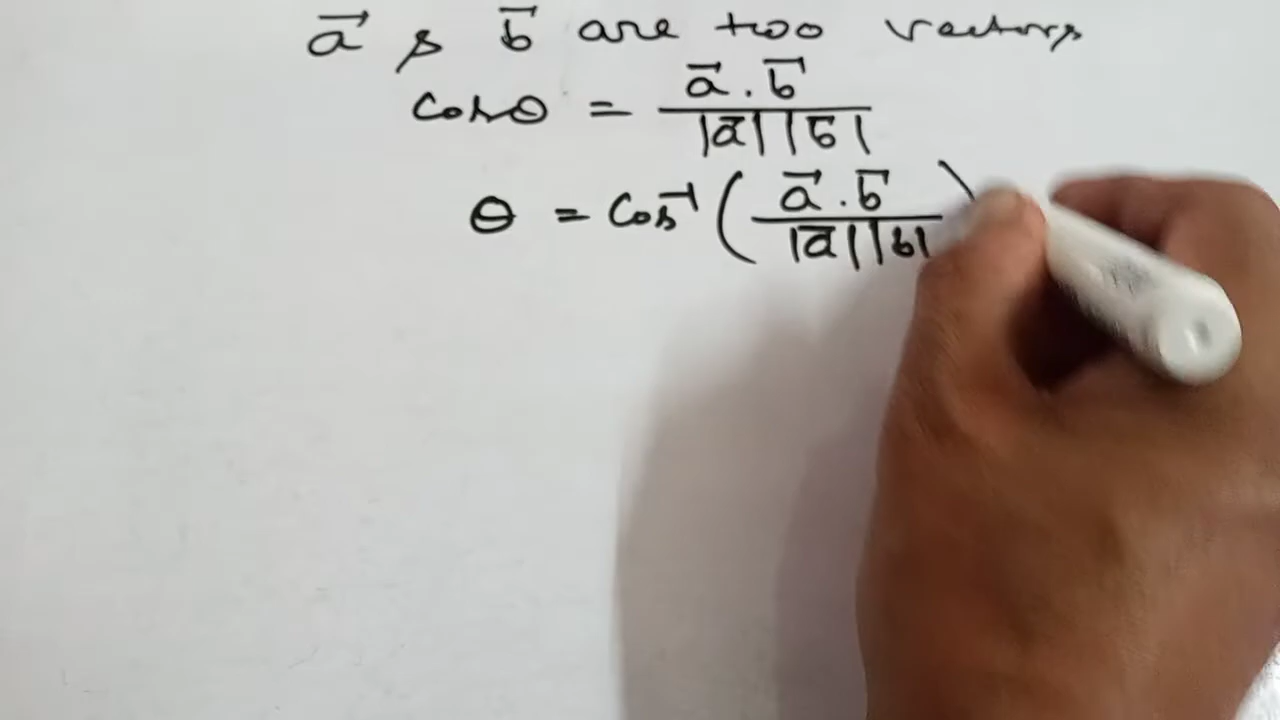 a⃗ & b⃗ are two vectors
Cosθ = a⃗ . b⃗ / |a⃗| |b⃗|
θ = Cos⁻¹ ( a⃗ . b⃗ / |a⃗| |b| )